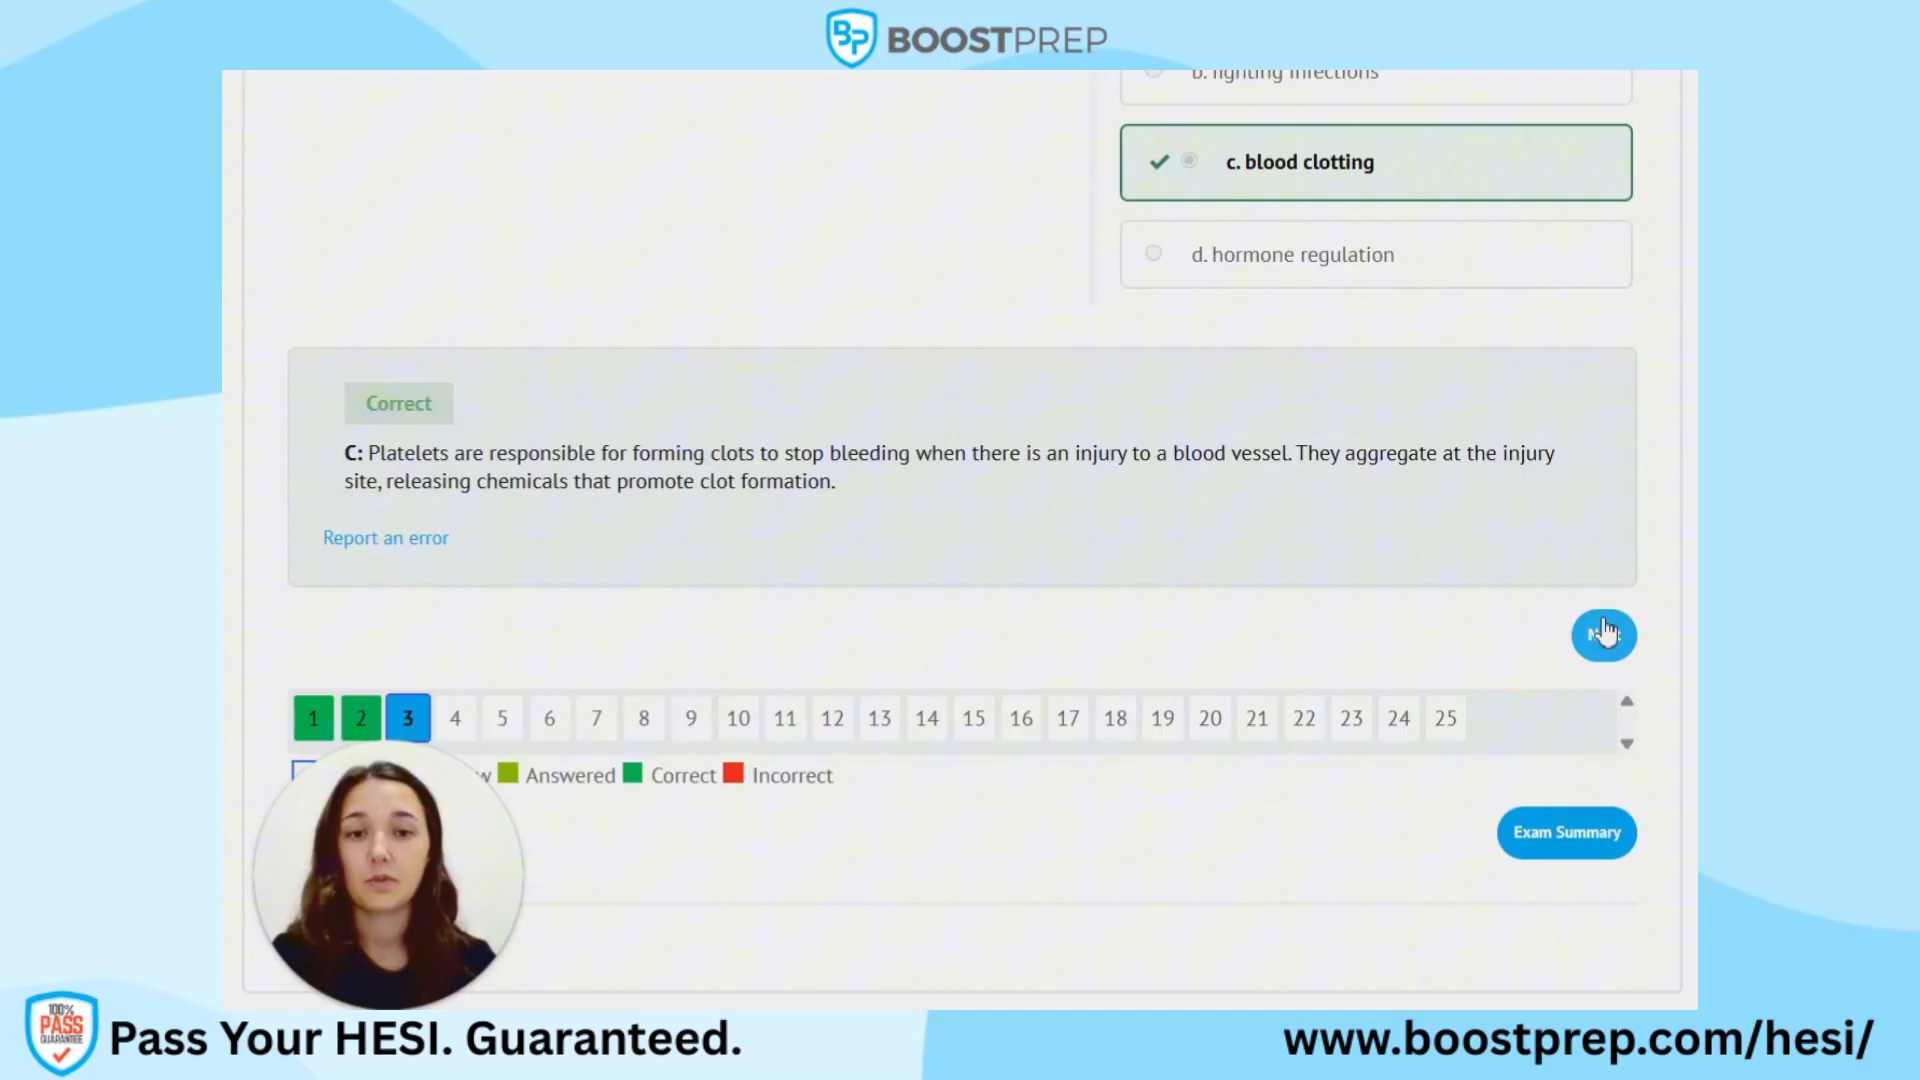 BP BOOSTPREP
b. fighting infections
c. blood clotting
d. hormone regulation
Correct
C: Platelets are responsible for forming clots to stop bleeding when there is an injury to a blood vessel. They aggregate at the injury
site, releasing chemicals that promote clot formation.
Report an error
1 2 3 4 5 6 7 8 9 10 11 12 13 14 15 16 17 18 19 20 21 22 23 24 25
Answered Correct Incorrect
Exam Summary
100%
PASS
GUARANTEE
Pass Your HESI. Guaranteed.
www.boostprep.com/hesi/